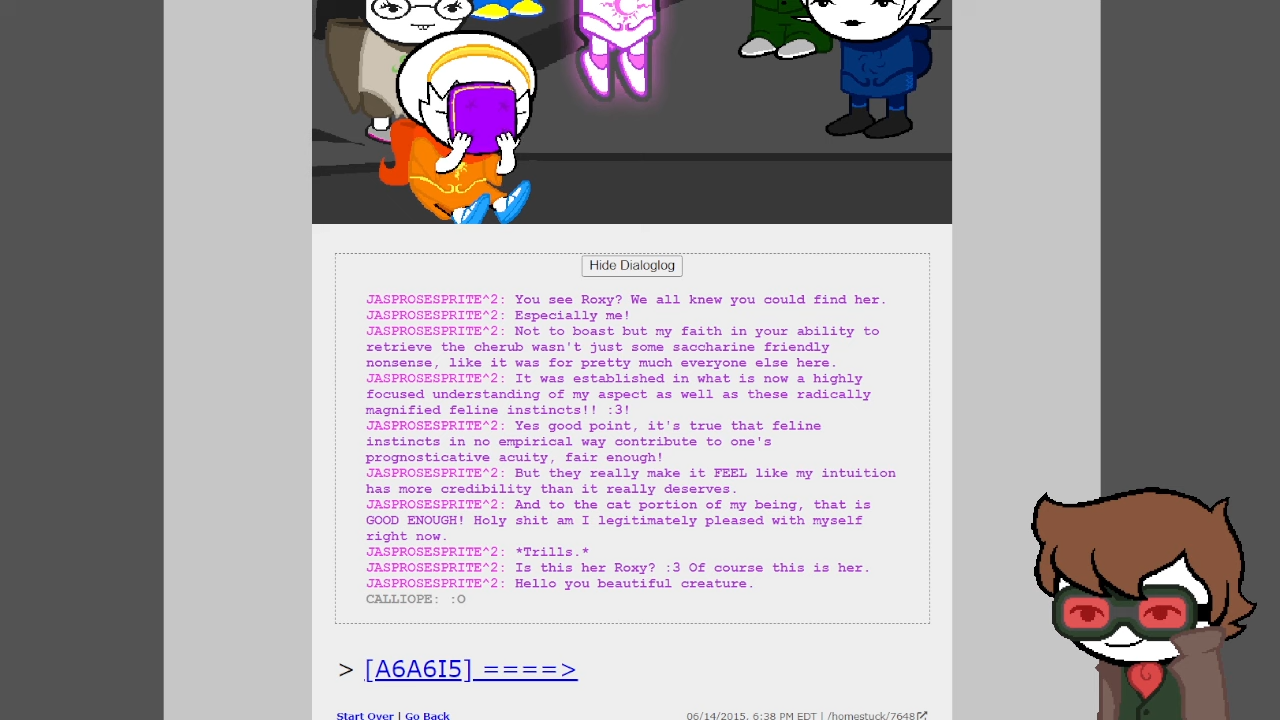 Hide Dialoglog
JASPROSESPRITE^2: You see Roxy? We all knew you could find her.
JASPROSESPRITE^2: Especially me!
JASPROSESPRITE^2: Not to boast but my faith in your ability to
retrieve the cherub wasn't just some saccharine friendly
nonsense, like it was for pretty much everyone else here.
JASPROSESPRITE^2: It was established in what is now a highly
focused understanding of my aspect as well as these radically
magnified feline instincts!! :3!
JASPROSESPRITE^2: Yes good point, it's true that feline
instincts in no empirical way contribute to one's
prognosticative acuity, fair enough!
JASPROSESPRITE^2: But they really make it FEEL like my intuition
has more credibility than it really deserves.
JASPROSESPRITE^2: And to the cat portion of my being, that is
GOOD ENOUGH! Holy shit am I legitimately pleased with myself
right now.
JASPROSESPRITE^2: *Trills.*
JASPROSESPRITE^2: Is this her Roxy? :3 Of course this is her.
JASPROSESPRITE^2: Hello you beautiful creature.
CALLIOPE: :O
> [A6A6I5] ====>
Start Over | Go Back 06/14/2015, 6:38 PM EDT | /homestuck/7648